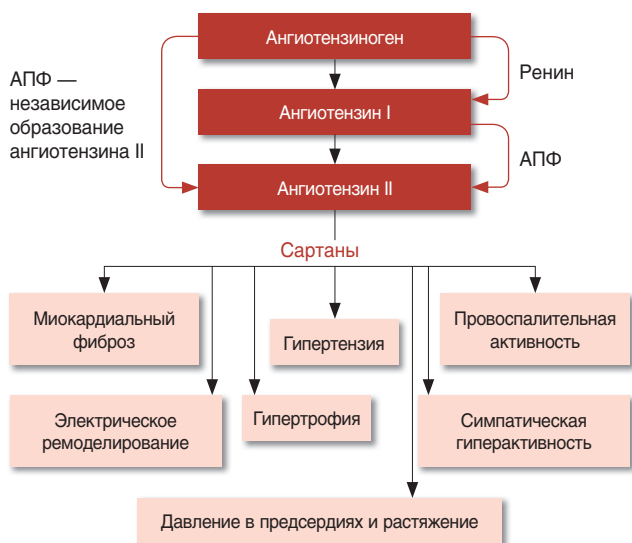 Ангиотензиноген
АПФ —
независимое
образование
ангиотензина II
Ренин
Ангиотензин I
АПФ
Ангиотензин II
Сартаны
Миокардиальный
фиброз
Гипертензия
Провоспалительная
активность
Электрическое
ремоделирование
Гипертрофия
Симпатическая
гиперактивность
Давление в предсердиях и растяжение